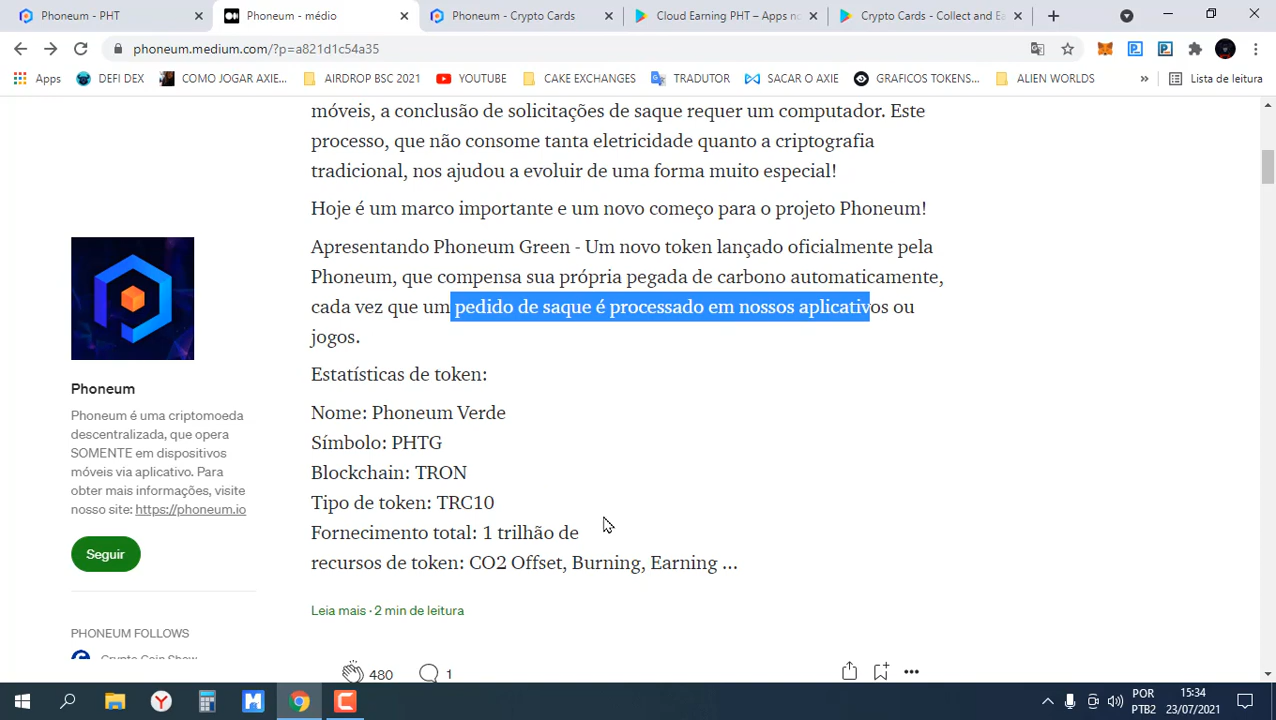 Phoneum - PHT
Phoneum - médio
Phoneum - Crypto Cards
Cloud Earning PHT – Apps no
Crypto Cards – Collect and Ea
phoneum.medium.com/?p=a821d1c54a35
Apps
DEFI DEX
COMO JOGAR AXIE...
AIRDROP BSC 2021
YOUTUBE
CAKE EXCHANGES
TRADUTOR
SACAR O AXIE
GRAFICOS TOKENS...
ALIEN WORLDS
»
Lista de leitura
móveis, a conclusão de solicitações de saque requer um computador. Este
processo, que não consome tanta eletricidade quanto a criptografia
tradicional, nos ajudou a evoluir de uma forma muito especial!
Hoje é um marco importante e um novo começo para o projeto Phoneum!
Apresentando Phoneum Green - Um novo token lançado oficialmente pela
Phoneum, que compensa sua própria pegada de carbono automaticamente,
cada vez que um pedido de saque é processado em nossos aplicativos ou
jogos.
Estatísticas de token:
Nome: Phoneum Verde
Símbolo: PHTG
Blockchain: TRON
Tipo de token: TRC10
Fornecimento total: 1 trilhão de
recursos de token: CO2 Offset, Burning, Earning ...
Leia mais · 2 min de leitura
480
1
Phoneum
Phoneum é uma criptomoeda
descentralizada, que opera
SOMENTE em dispositivos
móveis via aplicativo. Para
obter mais informações, visite
nosso site: https://phoneum.io
Seguir
PHONEUM FOLLOWS
Crypto Coin Show
POR
PTB2
15:34
23/07/2021